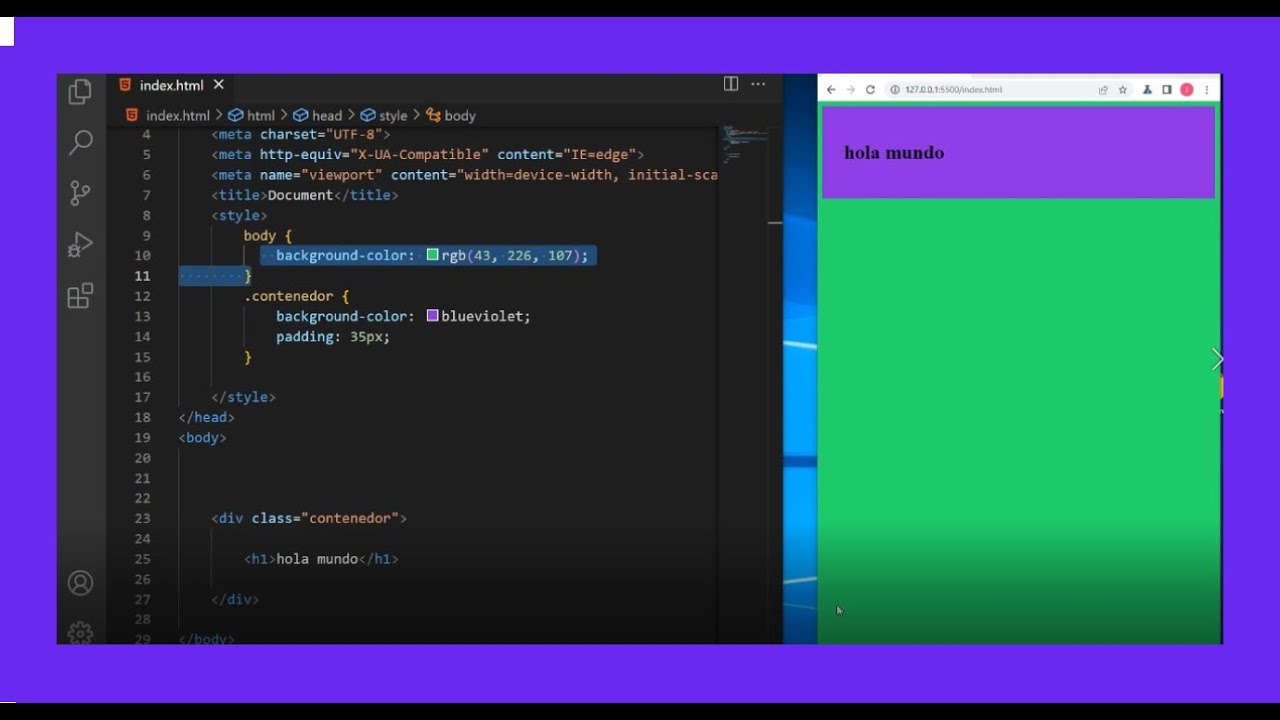 index.html
index.html > html > head > style > body
4 <meta charset="UTF-8">
5 <meta http-equiv="X-UA-Compatible" content="IE=edge">
6 <meta name="viewport" content="width=device-width, initial-sca
7 <title>Document</title>
8 <style>
9 body {
10 background-color: rgb(43, 226, 107);
11 }
12 .contenedor {
13 background-color: blueviolet;
14 padding: 35px;
15 }
16
17 </style>
18 </head>
19 <body>
20
21
22
23 <div class="contenedor">
24
25 <h1>hola mundo</h1>
26
27 </div>
28
29 </body>
127.0.0.1:5500/index.html
hola mundo